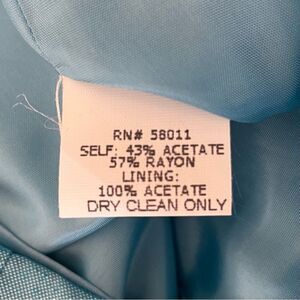 RN# 58011
SELF: 43% ACETATE
57% RAYON
LINING:
100% ACETATE
DRY CLEAN ONLY